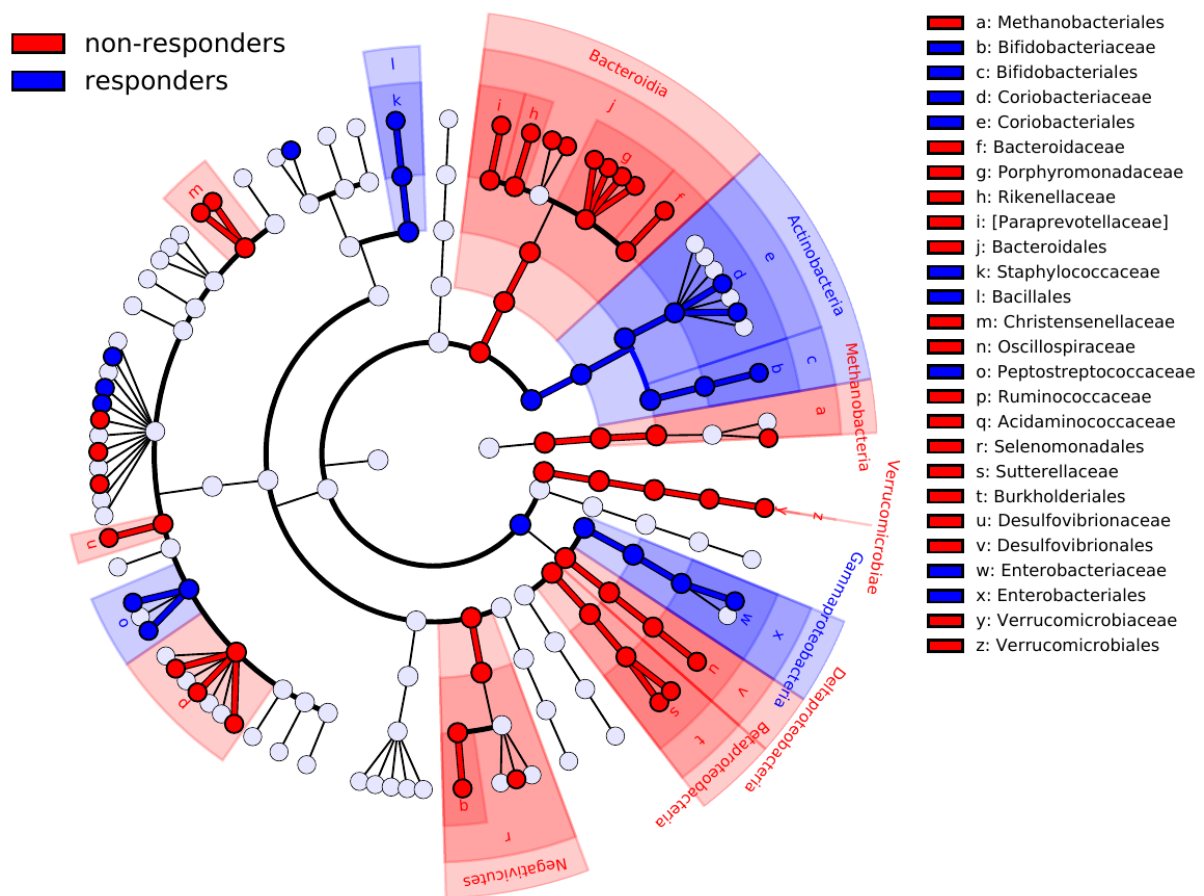 non-responders
responders
a: Methanobacteriales
b: Bifidobacteriaceae
c: Bifidobacteriales
d: Coriobacteriaceae
e: Coriobacteriales
f: Bacteroidaceae
g: Porphyromonadaceae
h: Rikenellaceae
i: [Paraprevotellaceae]
j: Bacteroidales
k: Staphylococcaceae
l: Bacillales
m: Christensenellaceae
n: Oscillospiraceae
o: Peptostreptococcaceae
p: Ruminococcaceae
q: Acidaminococcaceae
r: Selenomonadales
s: Sutterellaceae
t: Burkholderiales
u: Desulfovibrionaceae
v: Desulfovibrionales
w: Enterobacteriaceae
x: Enterobacteriales
y: Verrucomicrobiaceae
z: Verrucomicrobiales
l
k
Bacteroidia
j
i
h
g
f
Actinobacteria
e
d
c
b
Methanobacteria
a
Verrucomicrobiae
z
Gammaproteobacteria
x
w
Deltaproteobacteria
v
u
Betaproteobacteria
t
s
Negativicutes
r
q
p
o
n
m